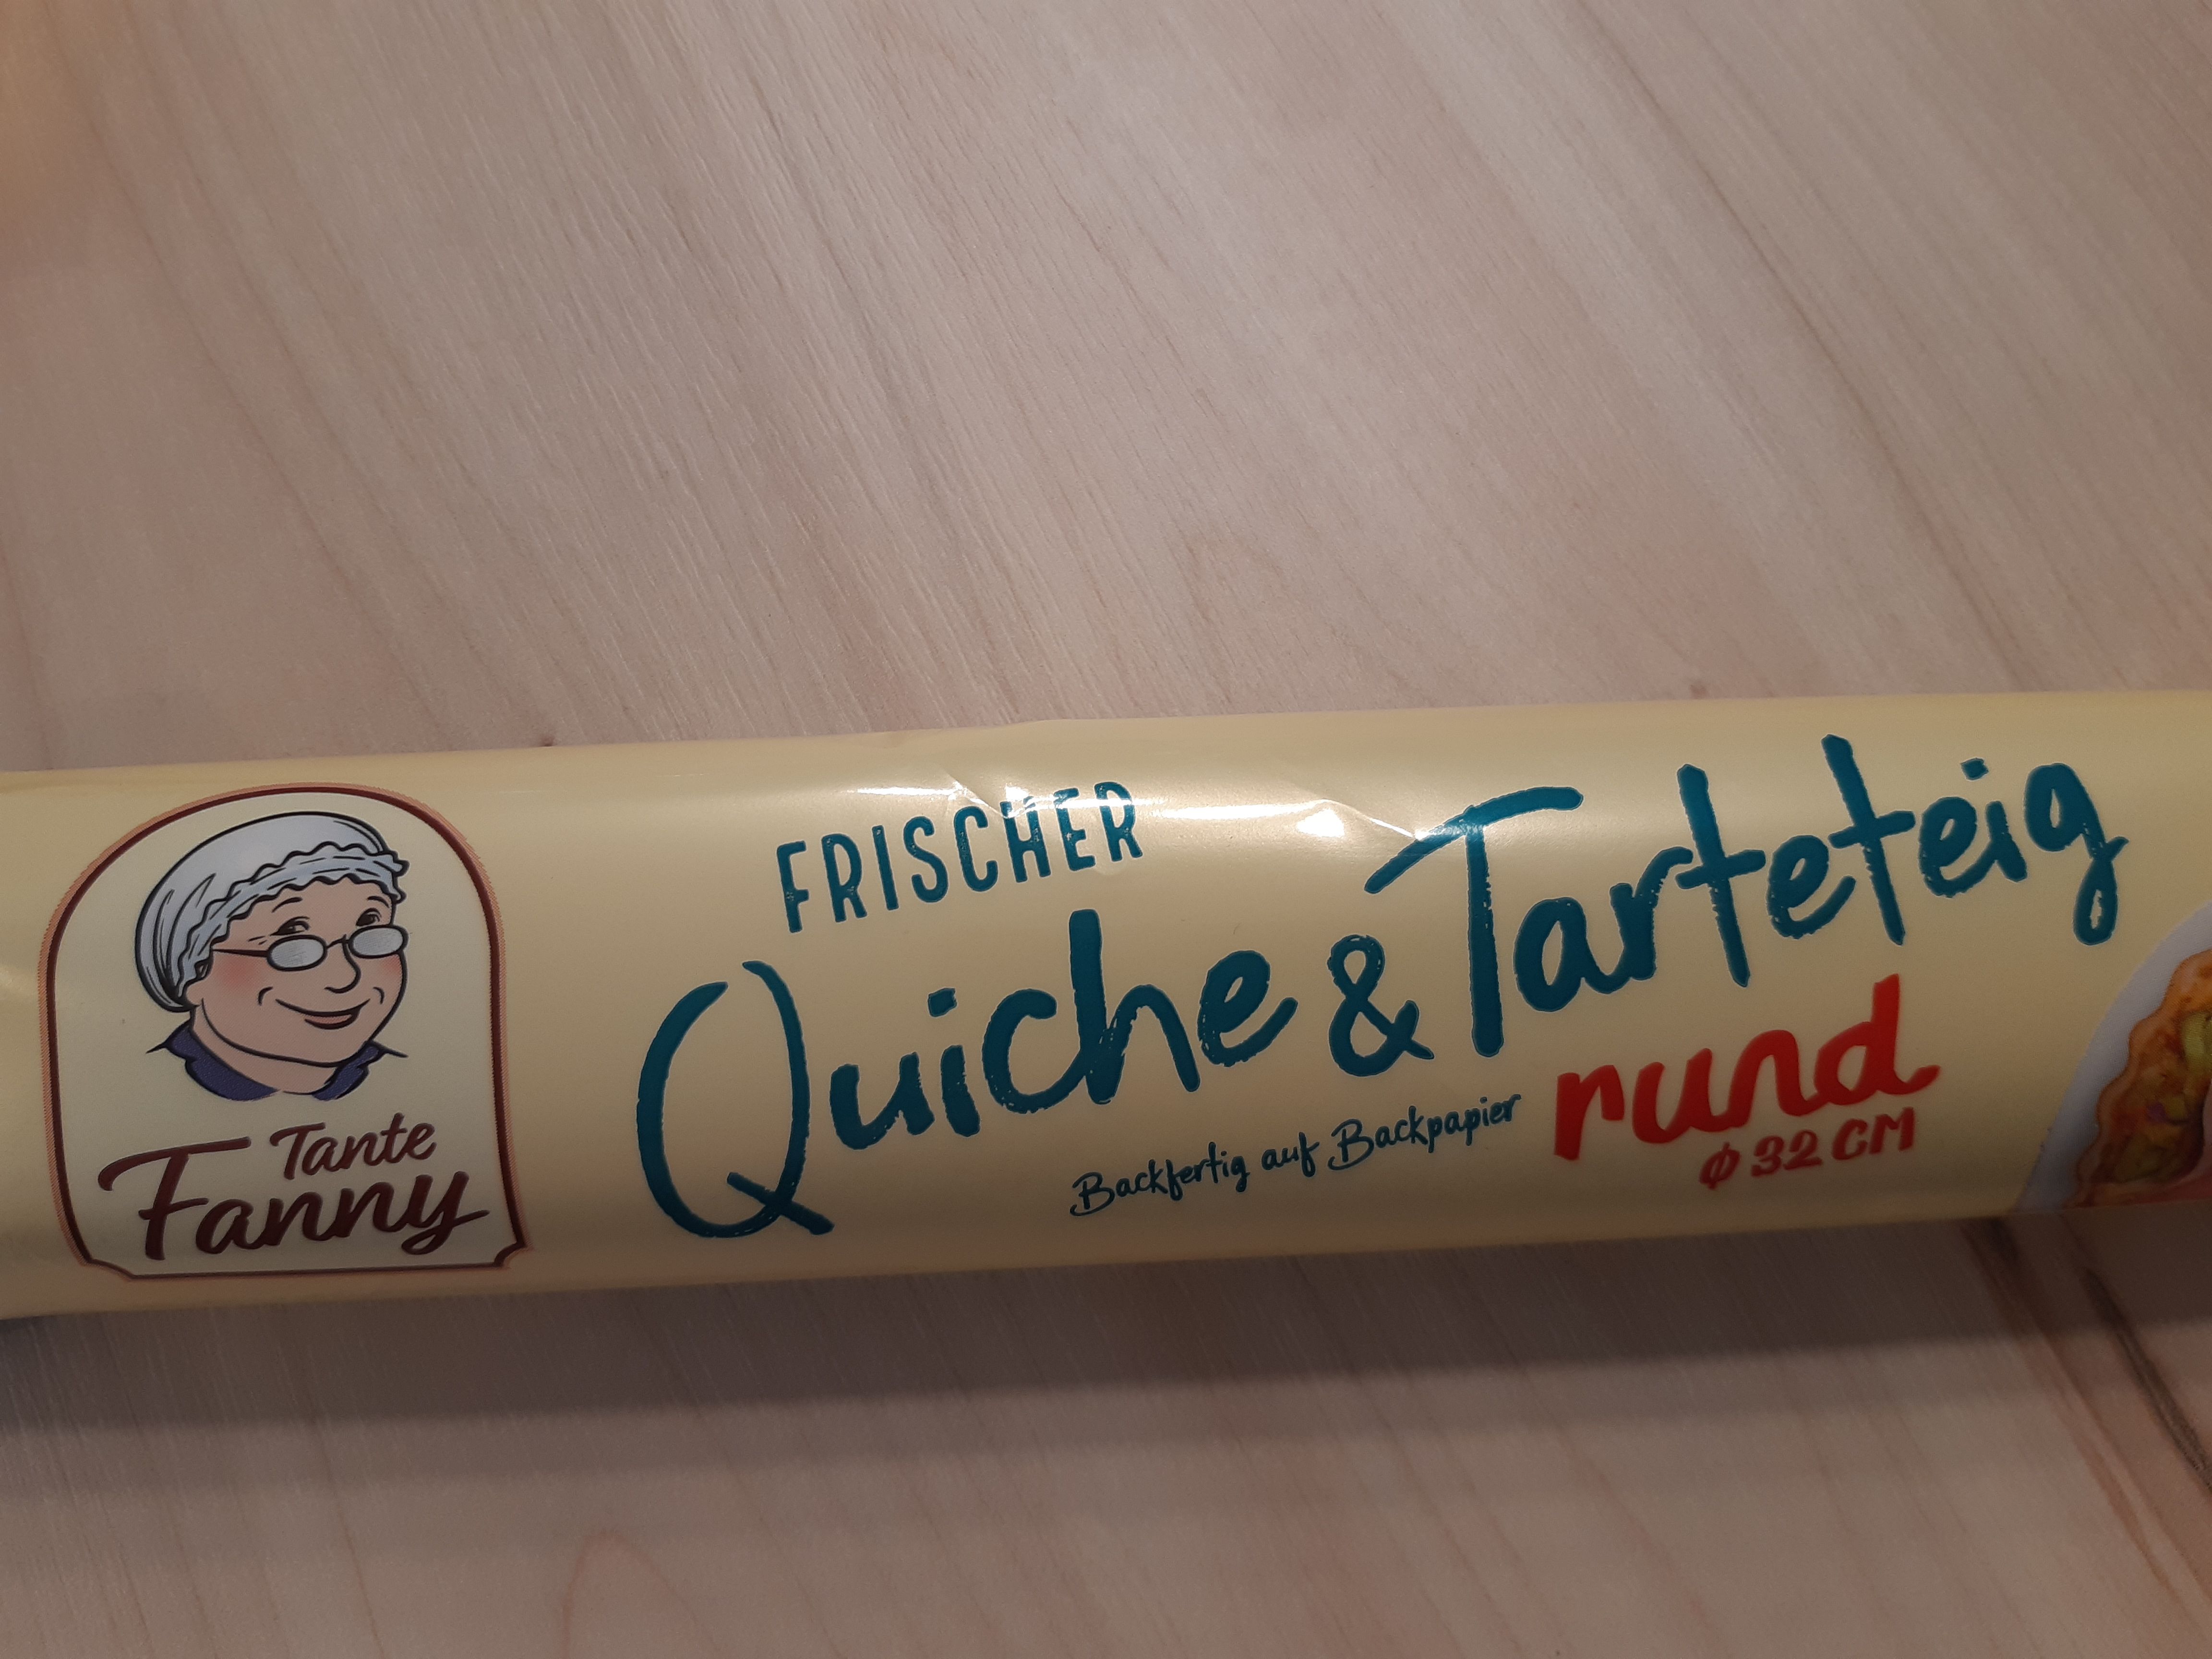 Tante
Fanny
FRISCHER
Quiche & Tarteteig
Backfertig auf Backpapier
rund
ϕ 32 CM